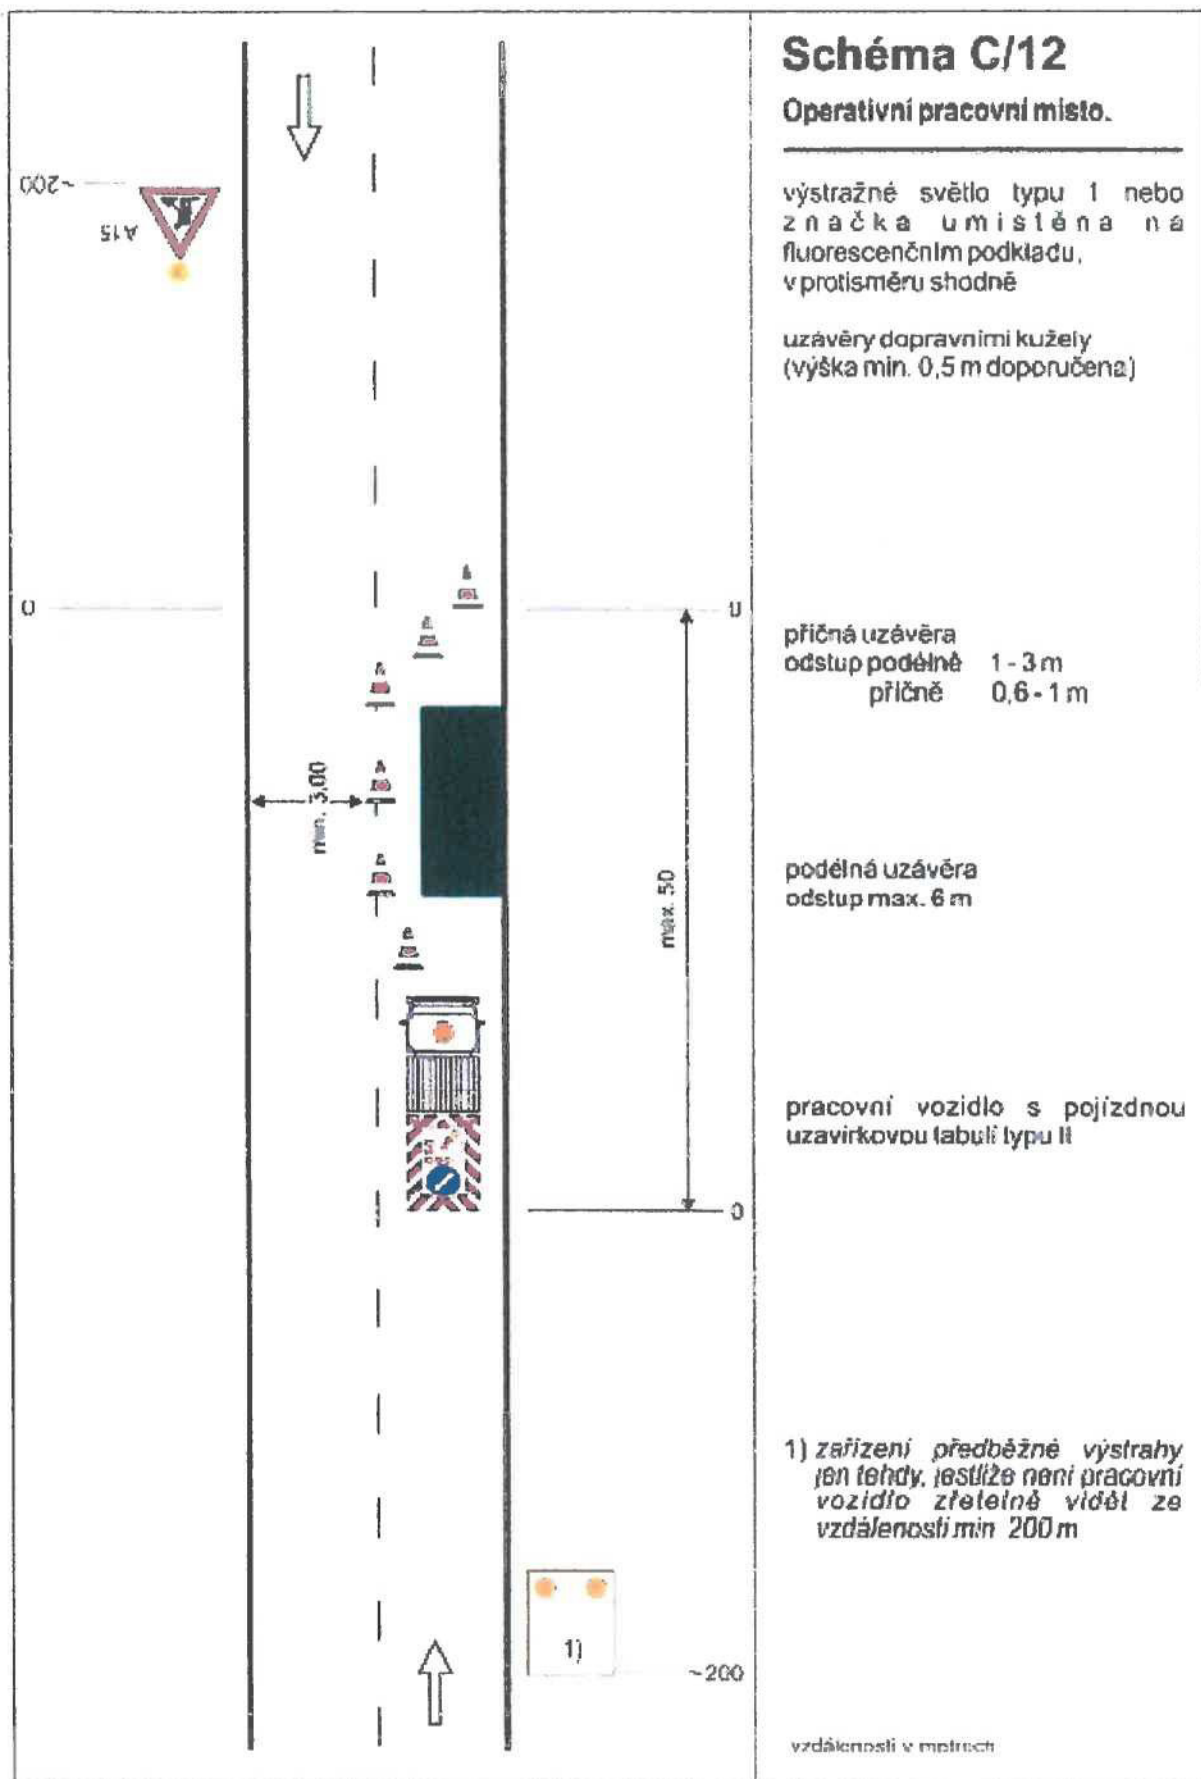 Schéma C/12
Operativní pracovní místo.
výstražné světlo typu 1 nebo
značka umístěna na
fluorescenčním podkladu,
v protisměru shodně
uzávěry dopravními kužely
(výška min. 0,5 m doporučena)
~200
A15
0
0
příčná uzávěra
odstup podélně 1 - 3 m
příčně 0,6 - 1 m
min. 3,00
max. 50
podélná uzávěra
odstup max. 6 m
pracovní vozidlo s pojízdnou
uzavírkovou tabulí typu II
0
1) zařízení předběžné výstrahy
jen tehdy, jestliže není pracovní
vozidlo zřetelně vidět ze
vzdálenosti min 200 m
1)
~200
vzdálenosti v metrech